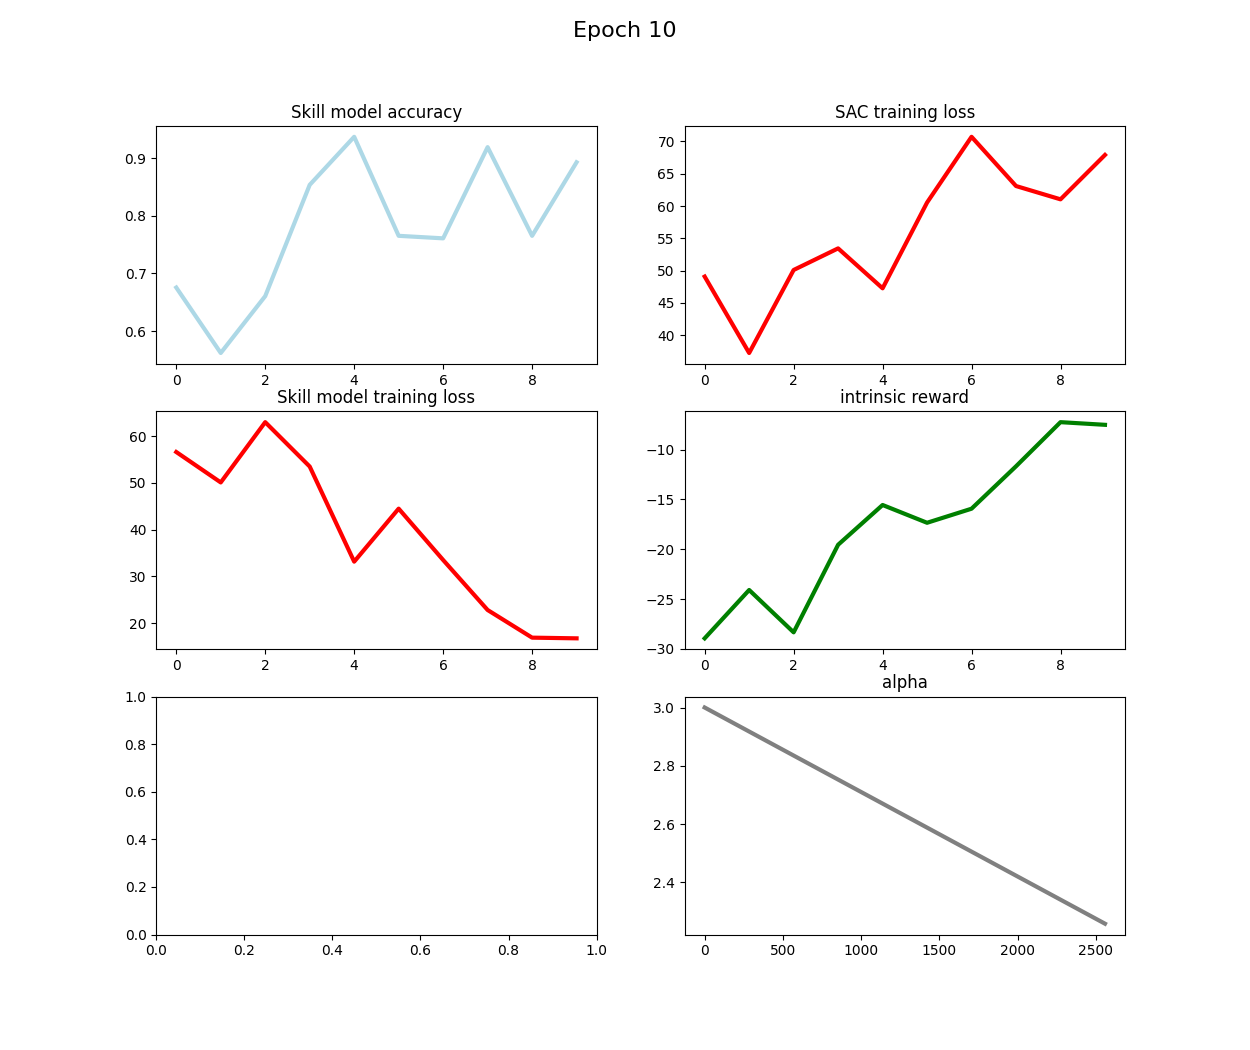 Epoch 10
Skill model accuracy
0.9
0.8
0.7
0.6
0 2 4 6 8
SAC training loss
70
65
60
55
50
45
40
0 2 4 6 8
Skill model training loss
60
50
40
30
20
0 2 4 6 8
intrinsic reward
−10
−15
−20
−25
−30
0 2 4 6 8
1.0
0.8
0.6
0.4
0.2
0.0
0.0 0.2 0.4 0.6 0.8 1.0
alpha
3.0
2.8
2.6
2.4
0 500 1000 1500 2000 2500